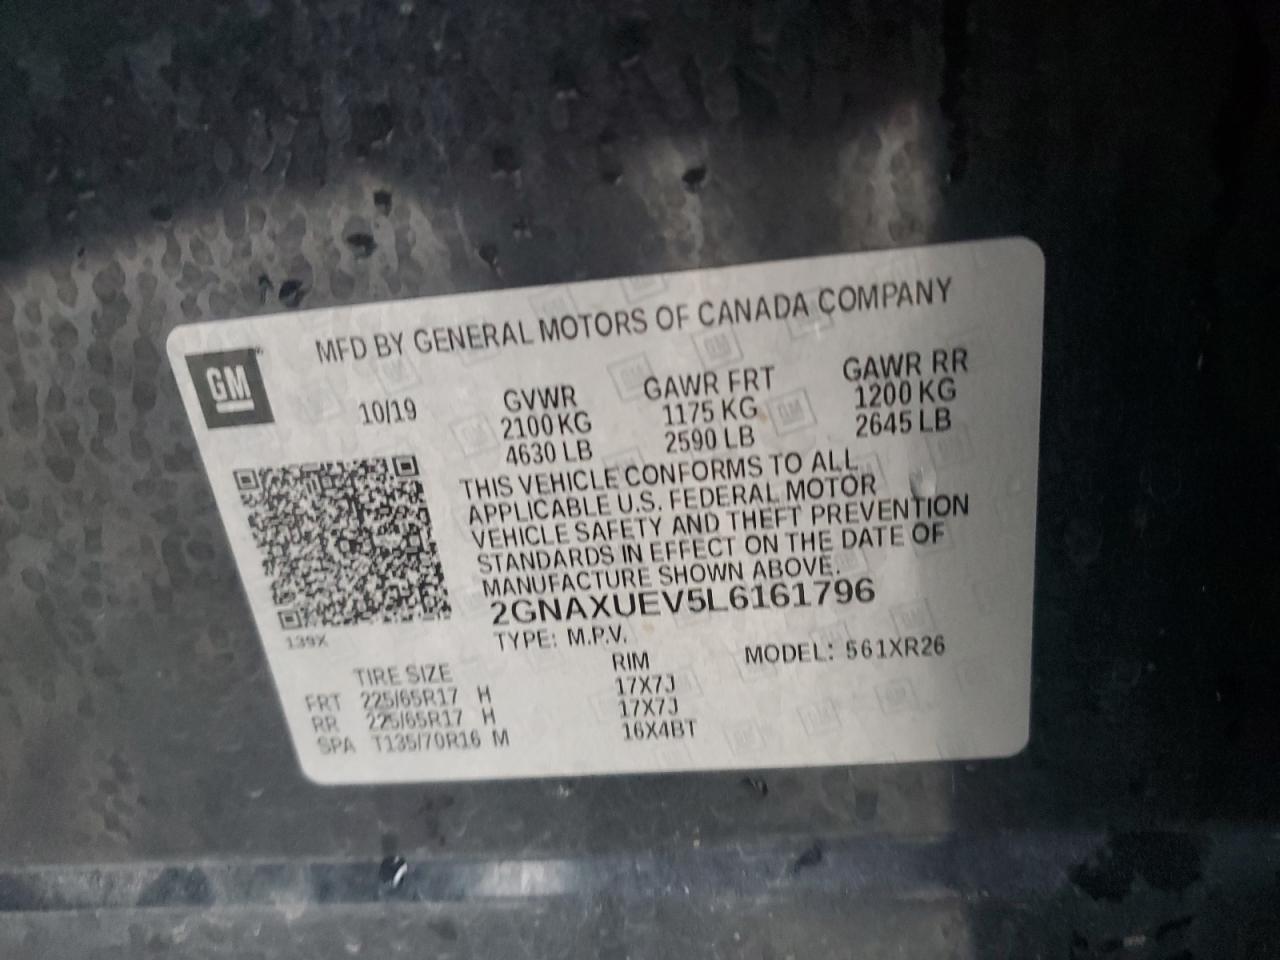 MFD BY GENERAL MOTORS OF CANADA COMPANY
GM
10/19
GVWR
2100 KG
4630 LB
GAWR FRT
1175 KG
2590 LB
GAWR RR
1200 KG
2645 LB
THIS VEHICLE CONFORMS TO ALL
APPLICABLE U.S. FEDERAL MOTOR
VEHICLE SAFETY AND THEFT PREVENTION
STANDARDS IN EFFECT ON THE DATE OF
MANUFACTURE SHOWN ABOVE.
2GNAXUEV5L6161796
139X
TYPE: M.P.V.
MODEL: 561XR26
TIRE SIZE RIM
FRT 225/65R17 H 17X7J
RR 225/65R17 H 17X7J
SPA T135/70R16 M 16X4BT